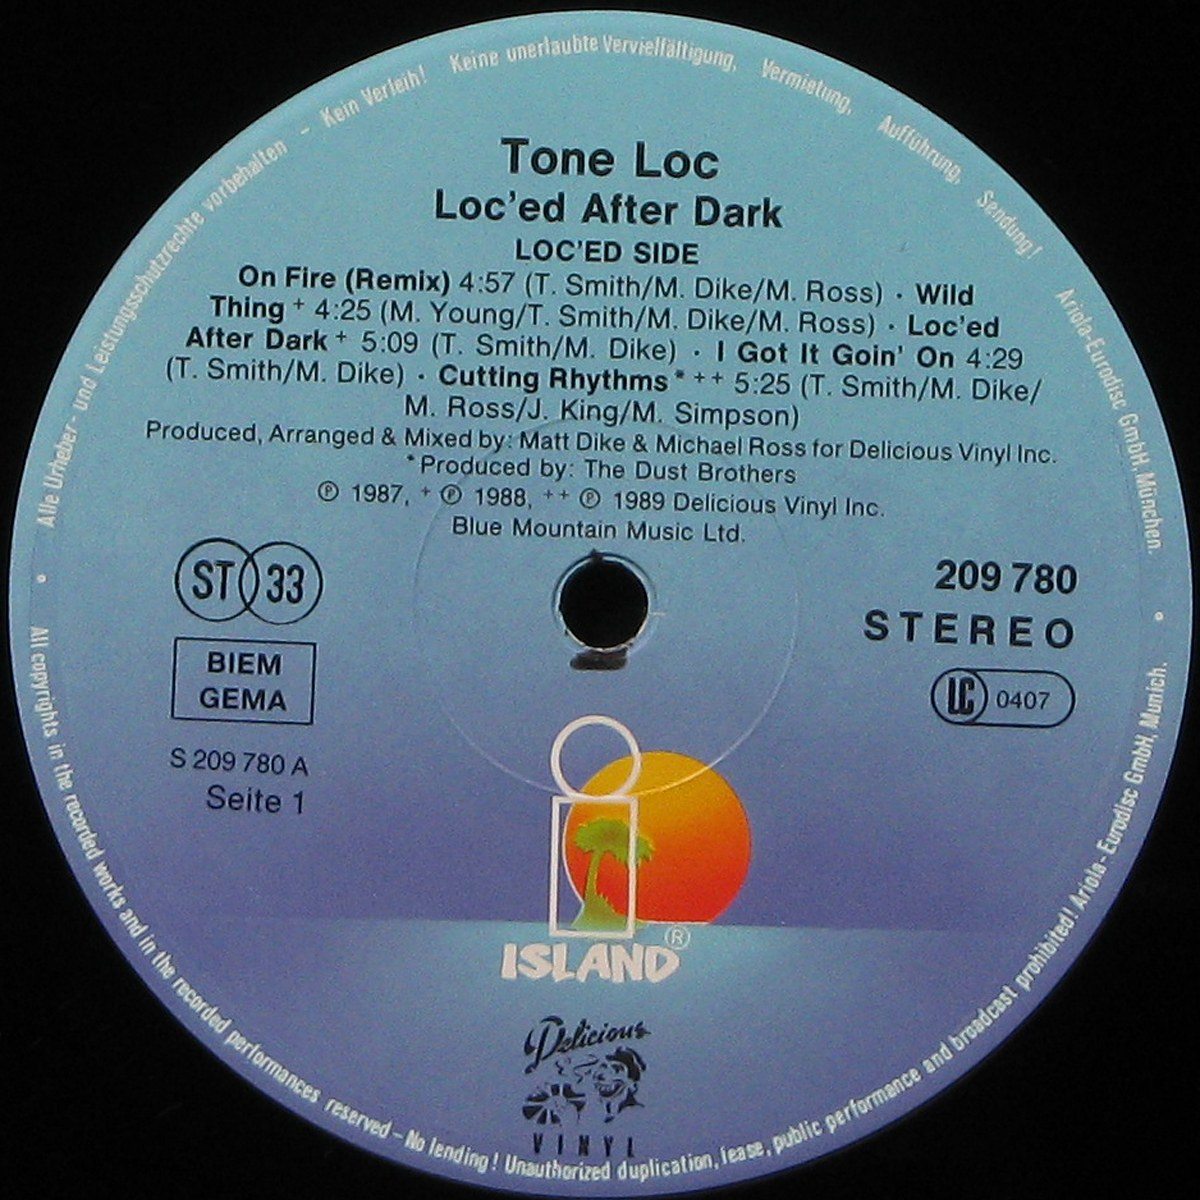 Alle Urheber- und Leistungsschutzrechte vorbehalten – Kein Verleih! Keine unerlaubte Vervielfältigung, Vermietung, Aufführung, Sendung! Ariola-Eurodisc GmbH, München.
Tone Loc
Loc'ed After Dark
LOC'ED SIDE
On Fire (Remix) 4:57 (T. Smith/M. Dike/M. Ross) · Wild
Thing + 4:25 (M. Young/T. Smith/M. Dike/M. Ross) · Loc'ed
After Dark + 5:09 (T. Smith/M. Dike) · I Got It Goin' On 4:29
(T. Smith/M. Dike) · Cutting Rhythms * + + 5:25 (T. Smith/M. Dike/
M. Ross/J. King/M. Simpson)
Produced, Arranged & Mixed by: Matt Dike & Michael Ross for Delicious Vinyl Inc.
* Produced by: The Dust Brothers
℗ 1987, + ℗ 1988, + + ℗ 1989 Delicious Vinyl Inc.
Blue Mountain Music Ltd.
ST 33
BIEM
GEMA
S 209 780 A
Seite 1
209 780
STEREO
LC 0407
ISLAND ®
Delicious
VINYL
All copyrights in the recorded works and in the recorded performances reserved – No lending! Unauthorized duplication, lease, public performance and broadcast prohibited! Ariola-Eurodisc GmbH, Munich.